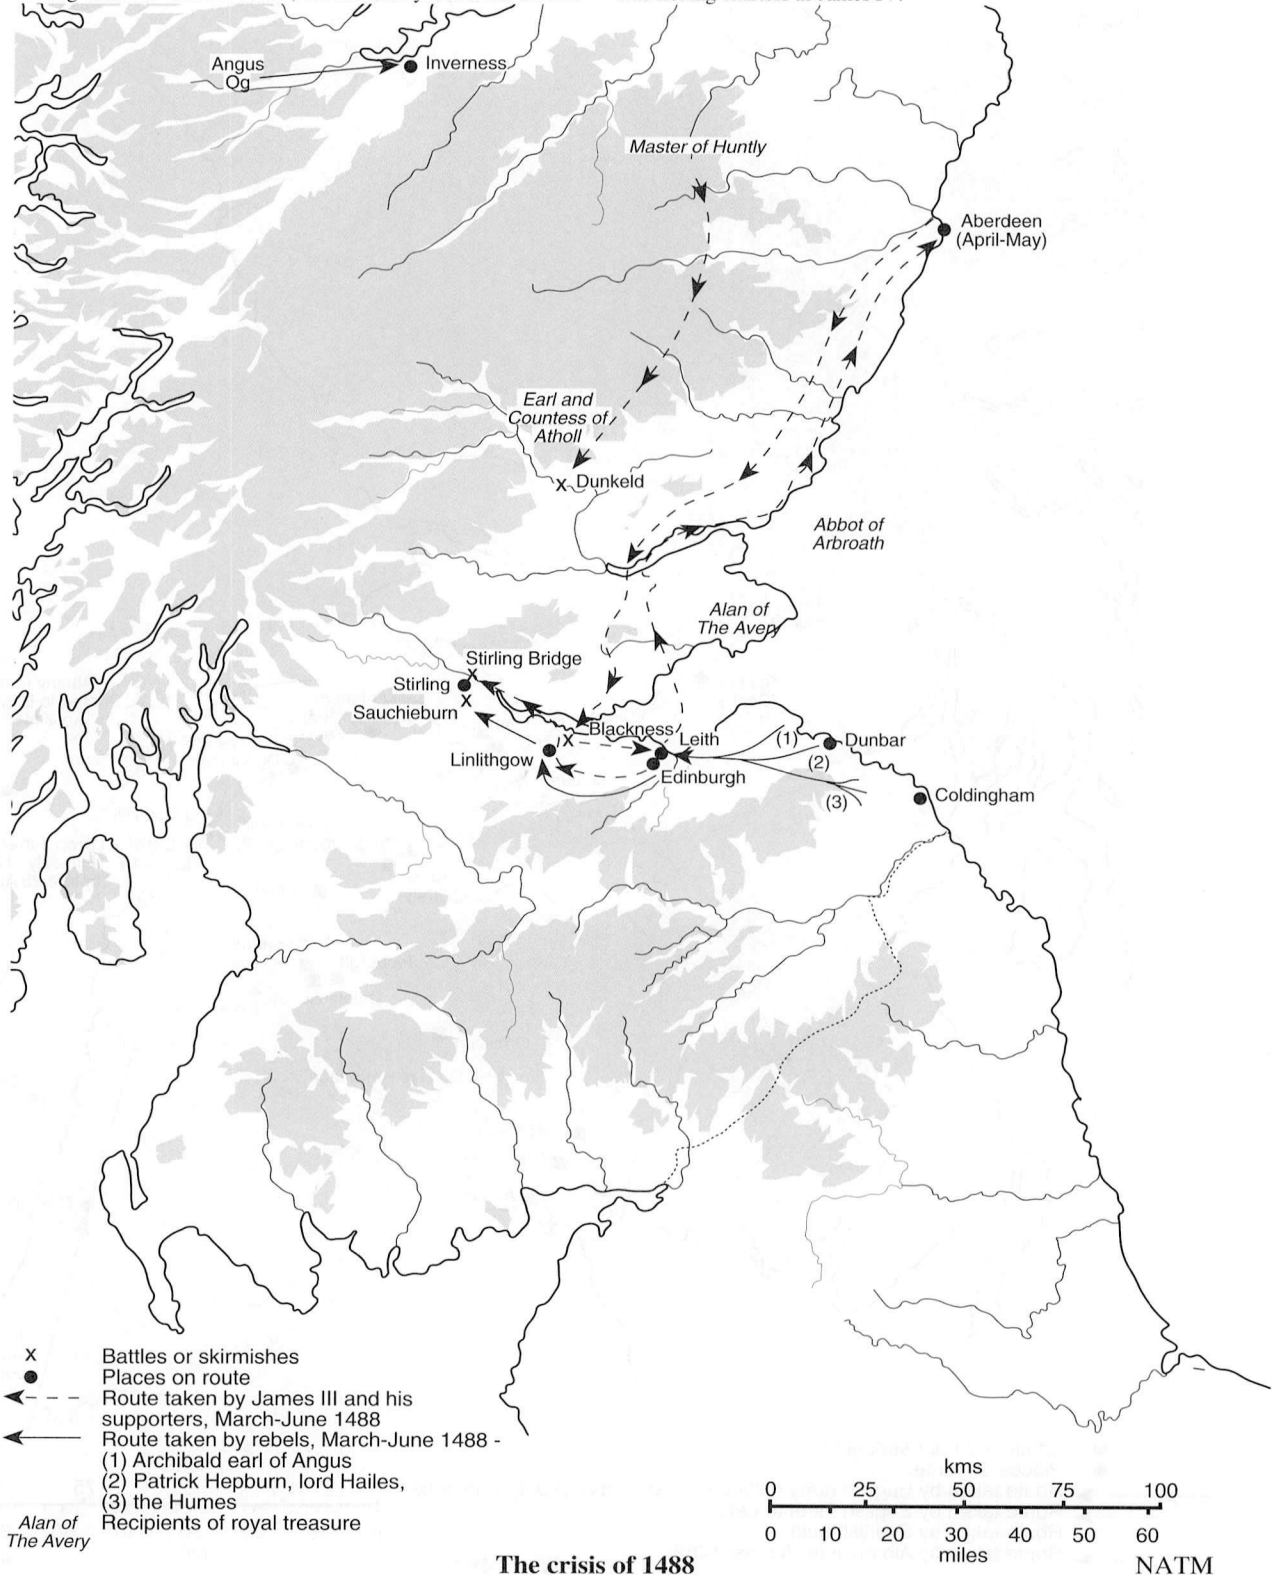 Angus
Og
Inverness
Master of Huntly
Aberdeen
(April-May)
Earl and
Countess of
Atholl
x Dunkeld
Abbot of
Arbroath
Alan of
The Avery
Stirling Bridge
x
Stirling
x
Sauchieburn
Blackness
x
Leith
(1)
Dunbar
Linlithgow
(2)
Edinburgh
(3)
Coldingham
x Battles or skirmishes
Places on route
Route taken by James III and his
supporters, March-June 1488
Route taken by rebels, March-June 1488 -
(1) Archibald earl of Angus
(2) Patrick Hepburn, lord Hailes,
(3) the Humes
Alan of
The Avery
Recipients of royal treasure
kms
0 25 50 75 100
0 10 20 30 40 50 60
miles
The crisis of 1488
NATM